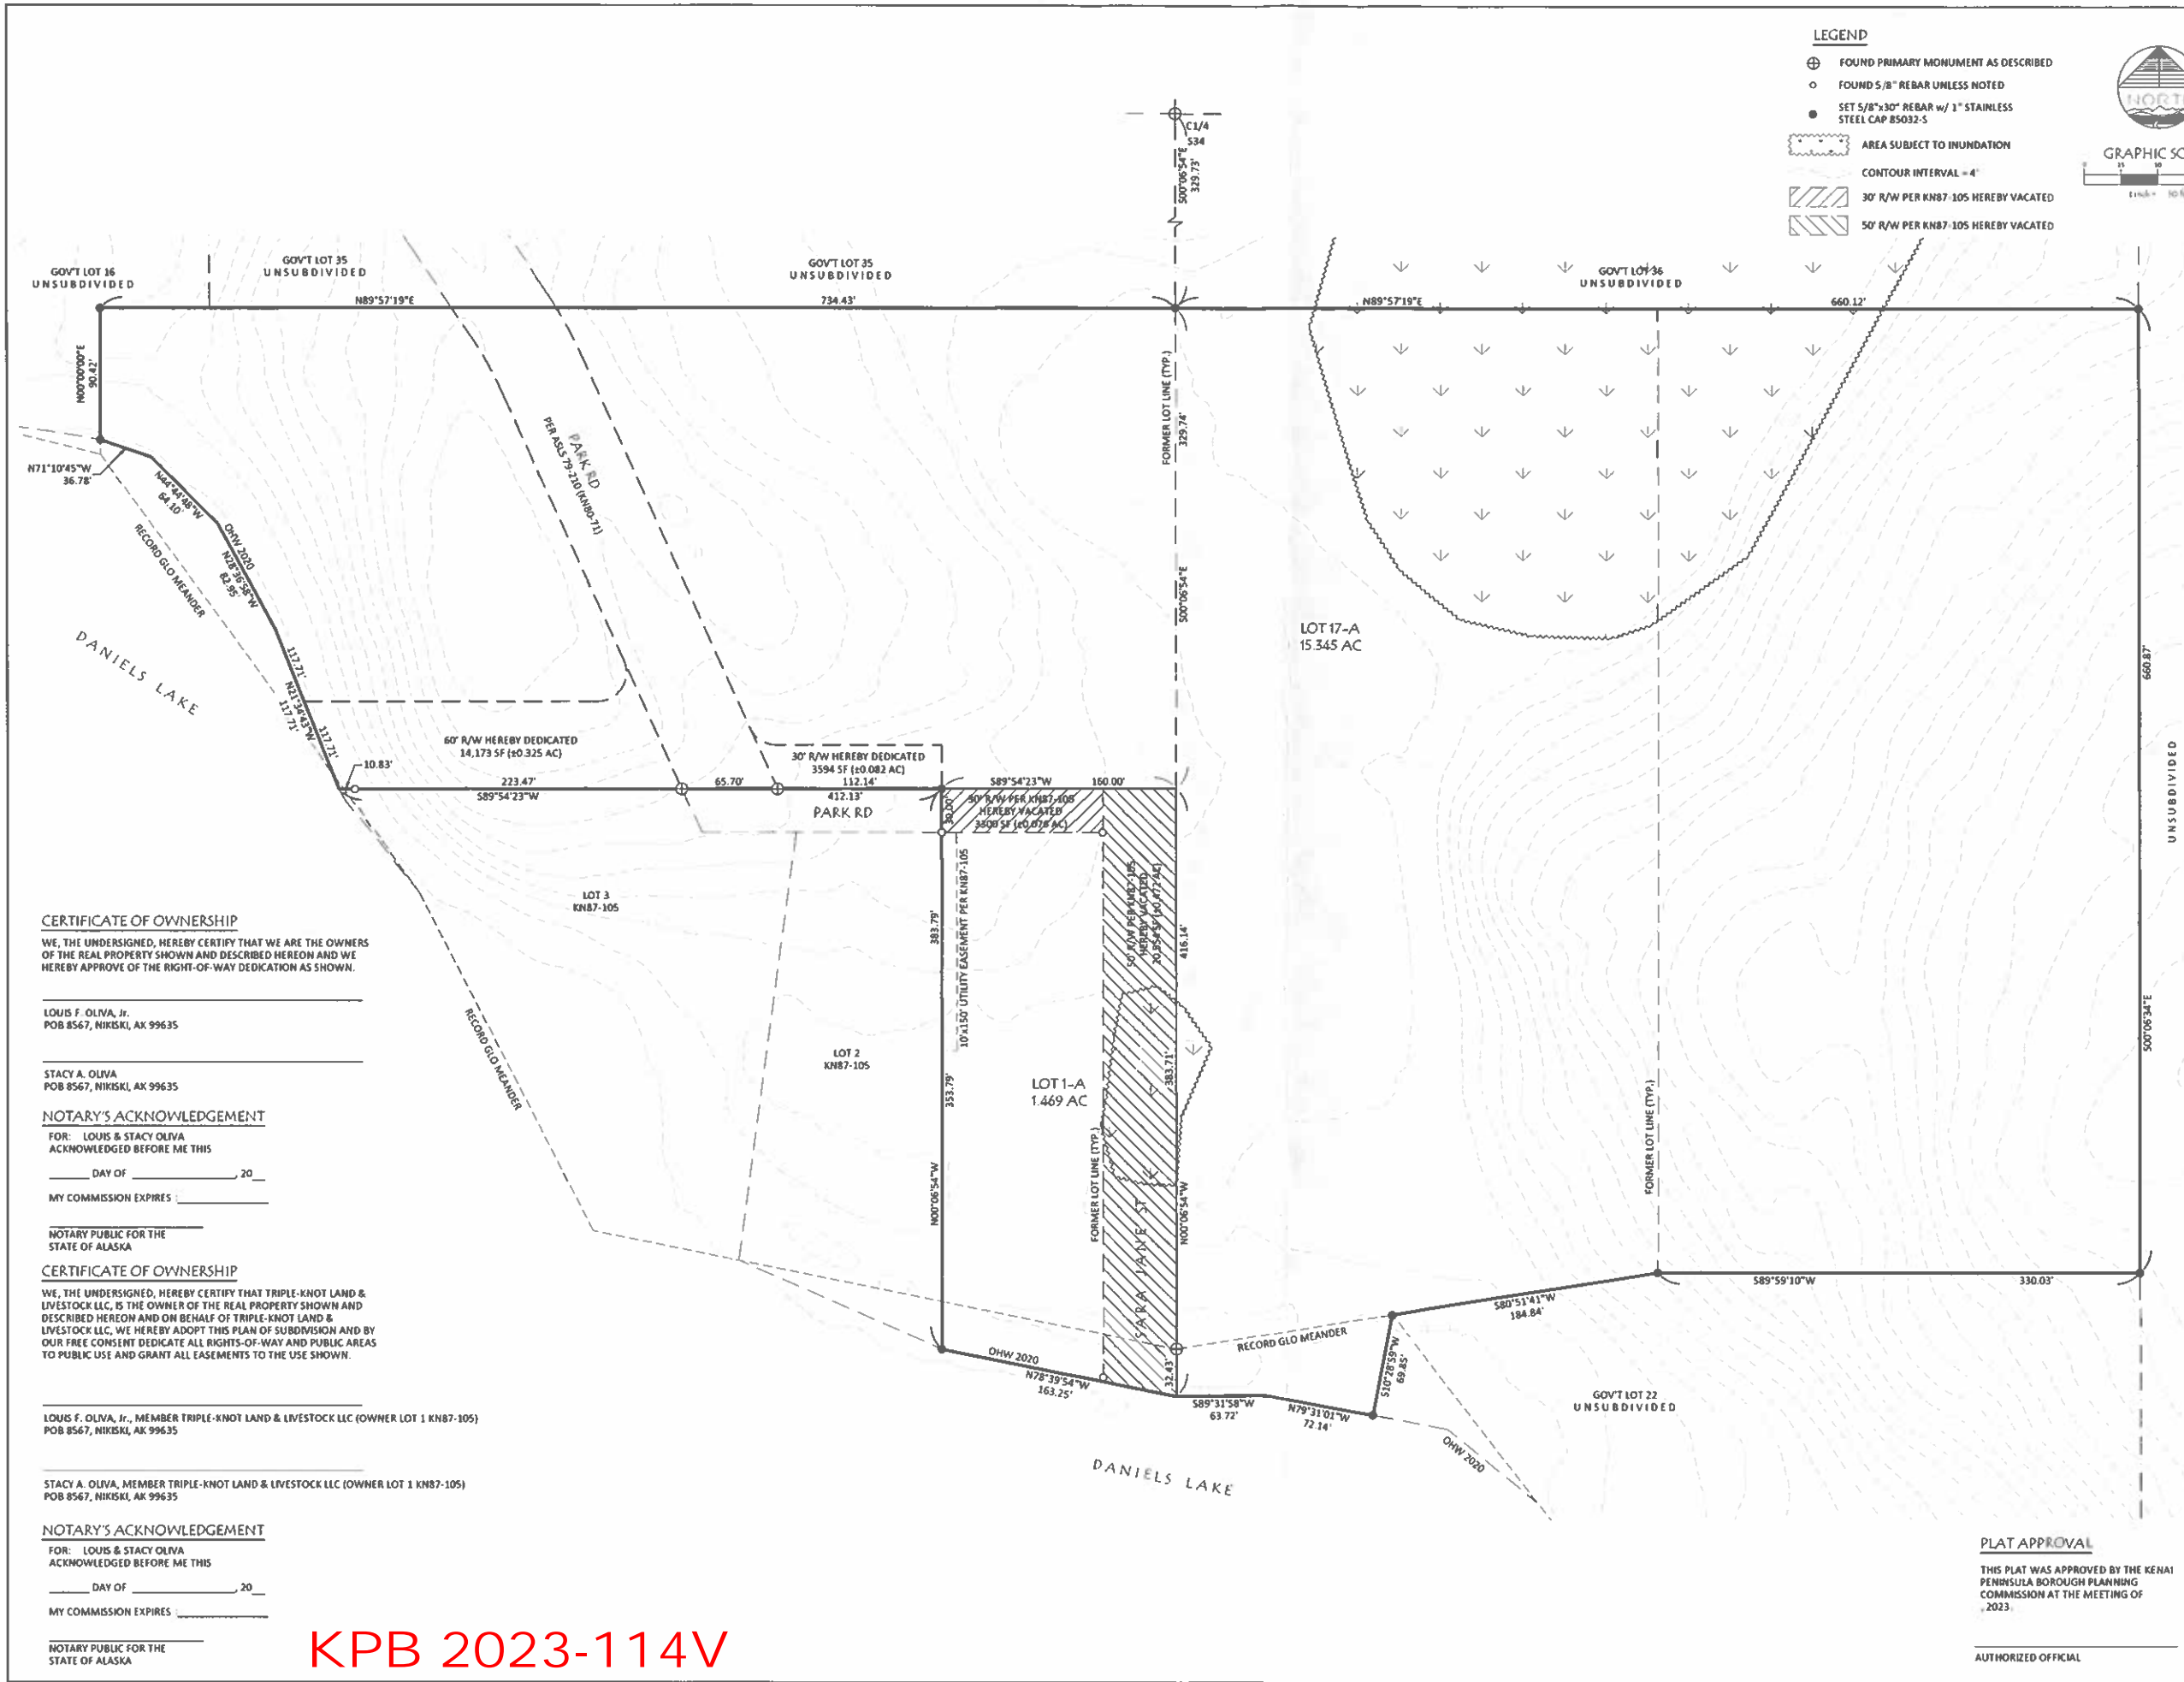 LEGEND
FOUND PRIMARY MONUMENT AS DESCRIBED
FOUND 5/8" REBAR UNLESS NOTED
SET 5/8"x30" REBAR w/ 1" STAINLESS
STEEL CAP 85032-S
AREA SUBJECT TO INUNDATION
CONTOUR INTERVAL = 4'
30' R/W PER KN87-105 HEREBY VACATED
50' R/W PER KN87-105 HEREBY VACATED
GRAPHIC SC
C1/4
S34
S00°06'54"E
329.73'
GOV'T LOT 16
UNSUBDIVIDED
GOV'T LOT 35
UNSUBDIVIDED
GOV'T LOT 35
UNSUBDIVIDED
GOV'T LOT 36
UNSUBDIVIDED
N89°57'19"E
734.43'
N89°57'19"E
660.12'
N00°00'00"E
90.42'
N71°10'45"W
36.78'
N44°44'48"W
64.10'
OHW 2020
N28°36'58"W
82.95'
RECORD GLO MEANDER
DANIELS LAKE
117.71'
N21°34'43"W
117.71'
117.71'
PARK RD
PER ASLS 79-210 (KN80-71)
FORMER LOT LINE (TYP.)
329.74'
S00°06'54"E
LOT 17-A
15.345 AC
660.87'
UNSUBDIVIDED
S00°06'34"E
60' R/W HEREBY DEDICATED
14,173 SF (±0.325 AC)
30' R/W HEREBY DEDICATED
3594 SF (±0.082 AC)
10.83'
223.47'
65.70'
112.14'
S89°54'23"W
160.00'
S89°54'23"W
412.13'
PARK RD
30.00'
30' R/W PER KN87-105
HEREBY VACATED
3300 SF (±0.076 AC)
50' R/W PER KN87-105
HEREBY VACATED
20,554 SF (±0.472 AC)
416.14'
383.79'
10'x150' UTILITY EASEMENT PER KN87-105
LOT 3
KN87-105
LOT 2
KN87-105
353.79'
LOT 1-A
1.469 AC
383.71'
FORMER LOT LINE (TYP.)
FORMER LOT LINE (TYP.)
N00°06'54"W
N00°06'54"W
SARA JANE ST
RECORD GLO MEANDER
S89°59'10"W
330.03'
S80°51'41"W
184.84'
RECORD GLO MEANDER
S10°28'59"W
69.85'
OHW 2020
N78°39'54"W
163.25'
32.43'
S89°31'58"W
63.72'
N79°31'01"W
72.14'
OHW 2020
GOV'T LOT 22
UNSUBDIVIDED
DANIELS LAKE
CERTIFICATE OF OWNERSHIP
WE, THE UNDERSIGNED, HEREBY CERTIFY THAT WE ARE THE OWNERS
OF THE REAL PROPERTY SHOWN AND DESCRIBED HEREON AND WE
HEREBY APPROVE OF THE RIGHT-OF-WAY DEDICATION AS SHOWN.
LOUIS F. OLIVA, Jr.
POB 8567, NIKISKI, AK 99635
STACY A. OLIVA
POB 8567, NIKISKI, AK 99635
NOTARY'S ACKNOWLEDGEMENT
FOR: LOUIS & STACY OLIVA
ACKNOWLEDGED BEFORE ME THIS
____ DAY OF ____________, 20__
MY COMMISSION EXPIRES : ____________
NOTARY PUBLIC FOR THE
STATE OF ALASKA
CERTIFICATE OF OWNERSHIP
WE, THE UNDERSIGNED, HEREBY CERTIFY THAT TRIPLE-KNOT LAND &
LIVESTOCK LLC, IS THE OWNER OF THE REAL PROPERTY SHOWN AND
DESCRIBED HEREON AND ON BEHALF OF TRIPLE-KNOT LAND &
LIVESTOCK LLC, WE HEREBY ADOPT THIS PLAN OF SUBDIVISION AND BY
OUR FREE CONSENT DEDICATE ALL RIGHTS-OF-WAY AND PUBLIC AREAS
TO PUBLIC USE AND GRANT ALL EASEMENTS TO THE USE SHOWN.
LOUIS F. OLIVA, Jr., MEMBER TRIPLE-KNOT LAND & LIVESTOCK LLC (OWNER LOT 1 KN87-105)
POB 8567, NIKISKI, AK 99635
STACY A. OLIVA, MEMBER TRIPLE-KNOT LAND & LIVESTOCK LLC (OWNER LOT 1 KN87-105)
POB 8567, NIKISKI, AK 99635
NOTARY'S ACKNOWLEDGEMENT
FOR: LOUIS & STACY OLIVA
ACKNOWLEDGED BEFORE ME THIS
____ DAY OF ____________, 20__
MY COMMISSION EXPIRES : ____________
NOTARY PUBLIC FOR THE
STATE OF ALASKA
KPB 2023-114V
PLAT APPROVAL
THIS PLAT WAS APPROVED BY THE KENAI
PENINSULA BOROUGH PLANNING
COMMISSION AT THE MEETING OF
, 2023.
AUTHORIZED OFFICIAL